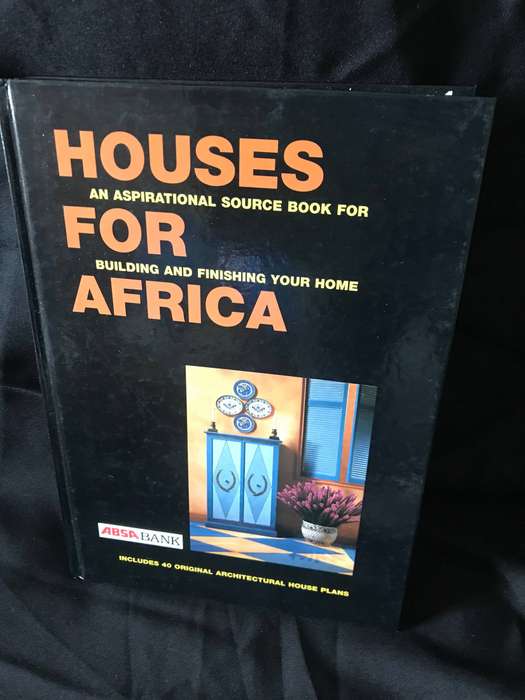 HOUSES
AN ASPIRATIONAL SOURCE BOOK FOR
FOR
BUILDING AND FINISHING YOUR HOME
AFRICA
ABSA BANK
INCLUDES 40 ORIGINAL ARCHITECTURAL HOUSE PLANS